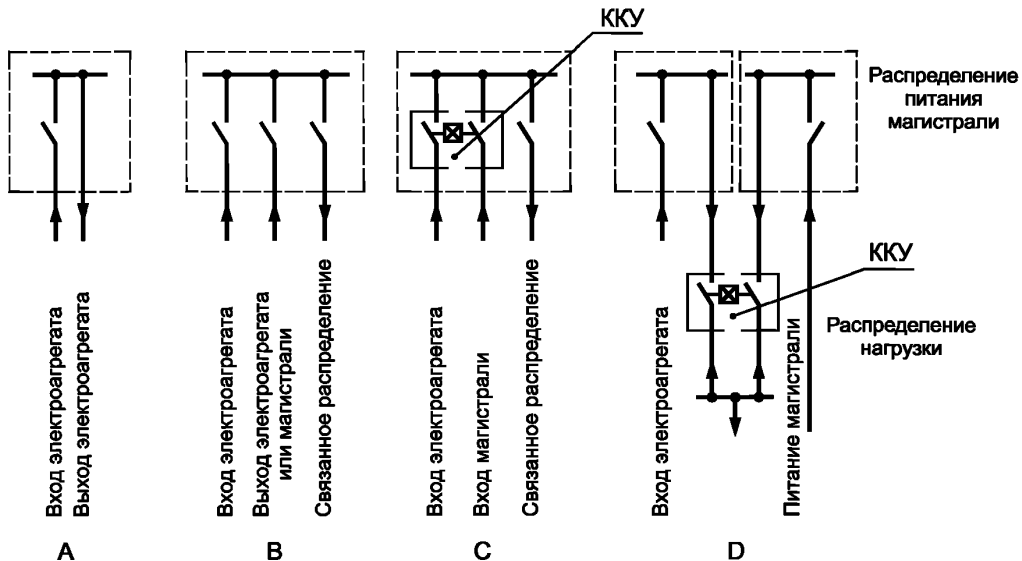 ККУ
Распределение
питания
магистрали
ККУ
Распределение
нагрузки
Вход электроагрегата
Выход электроагрегата
Вход электроагрегата
Выход электроагрегата
или магистрали
Связанное распределение
Вход электроагрегата
Вход магистрали
Связанное распределение
Вход электроагрегата
Питание магистрали
A
B
C
D